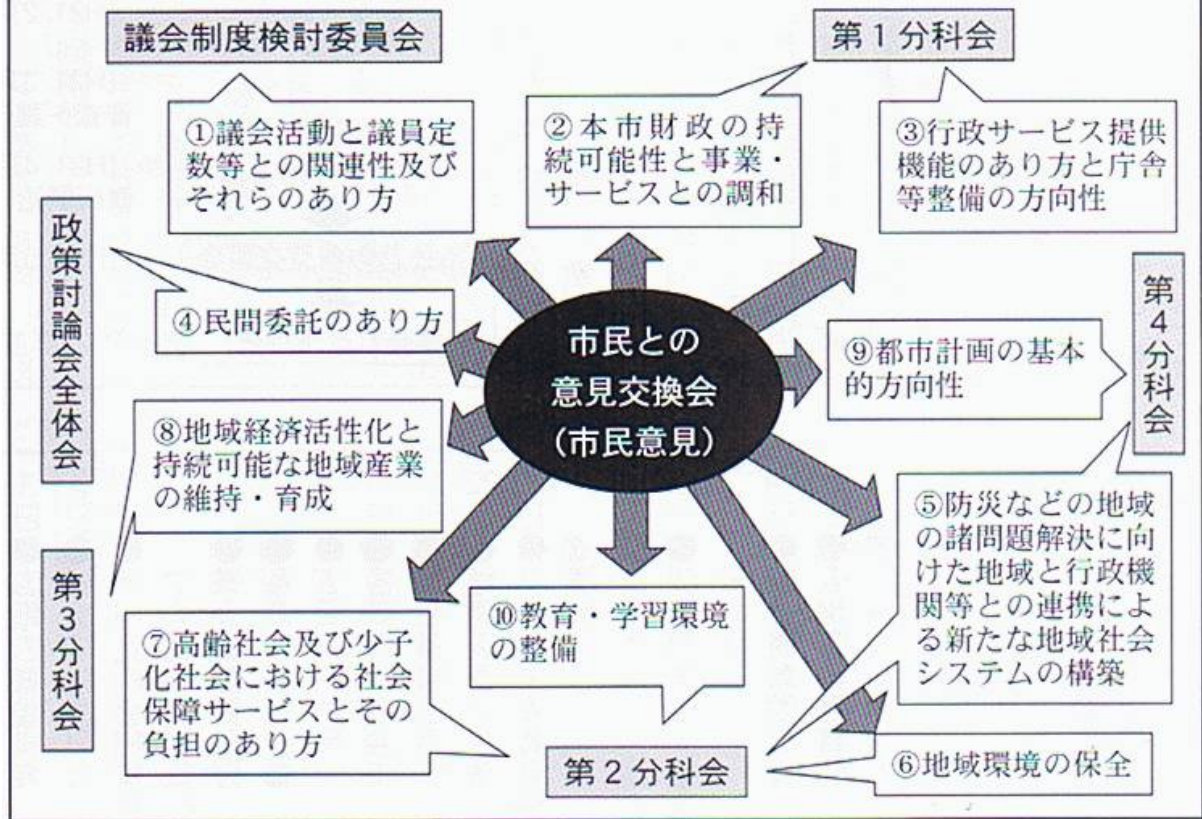 議会制度検討委員会
第1分科会
①議会活動と議員定
数等との関連性及び
それらのあり方
②本市財政の持
続可能性と事業・
サービスとの調和
③行政サービス提供
機能のあり方と庁舎
等整備の方向性
政策討論会全体会
④民間委託のあり方
市民との
意見交換会
(市民意見)
⑨都市計画の基本
的方向性
第4分科会
⑧地域経済活性化と
持続可能な地域産業
の維持・育成
⑤防災などの地域
の諸問題解決に向
けた地域と行政機
関等との連携によ
る新たな地域社会
システムの構築
第3分科会
⑦高齢社会及び少子
化社会における社会
保障サービスとその
負担のあり方
⑩教育・学習環境
の整備
第2分科会
⑥地域環境の保全